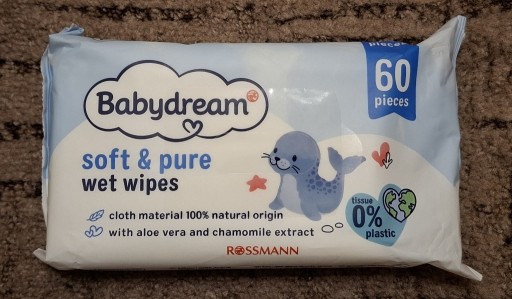 pieces
60
pieces
Babydream
soft & pure
wet wipes
cloth material 100% natural origin
with aloe vera and chamomile extract
tissue
0%
plastic
ROSSMANN